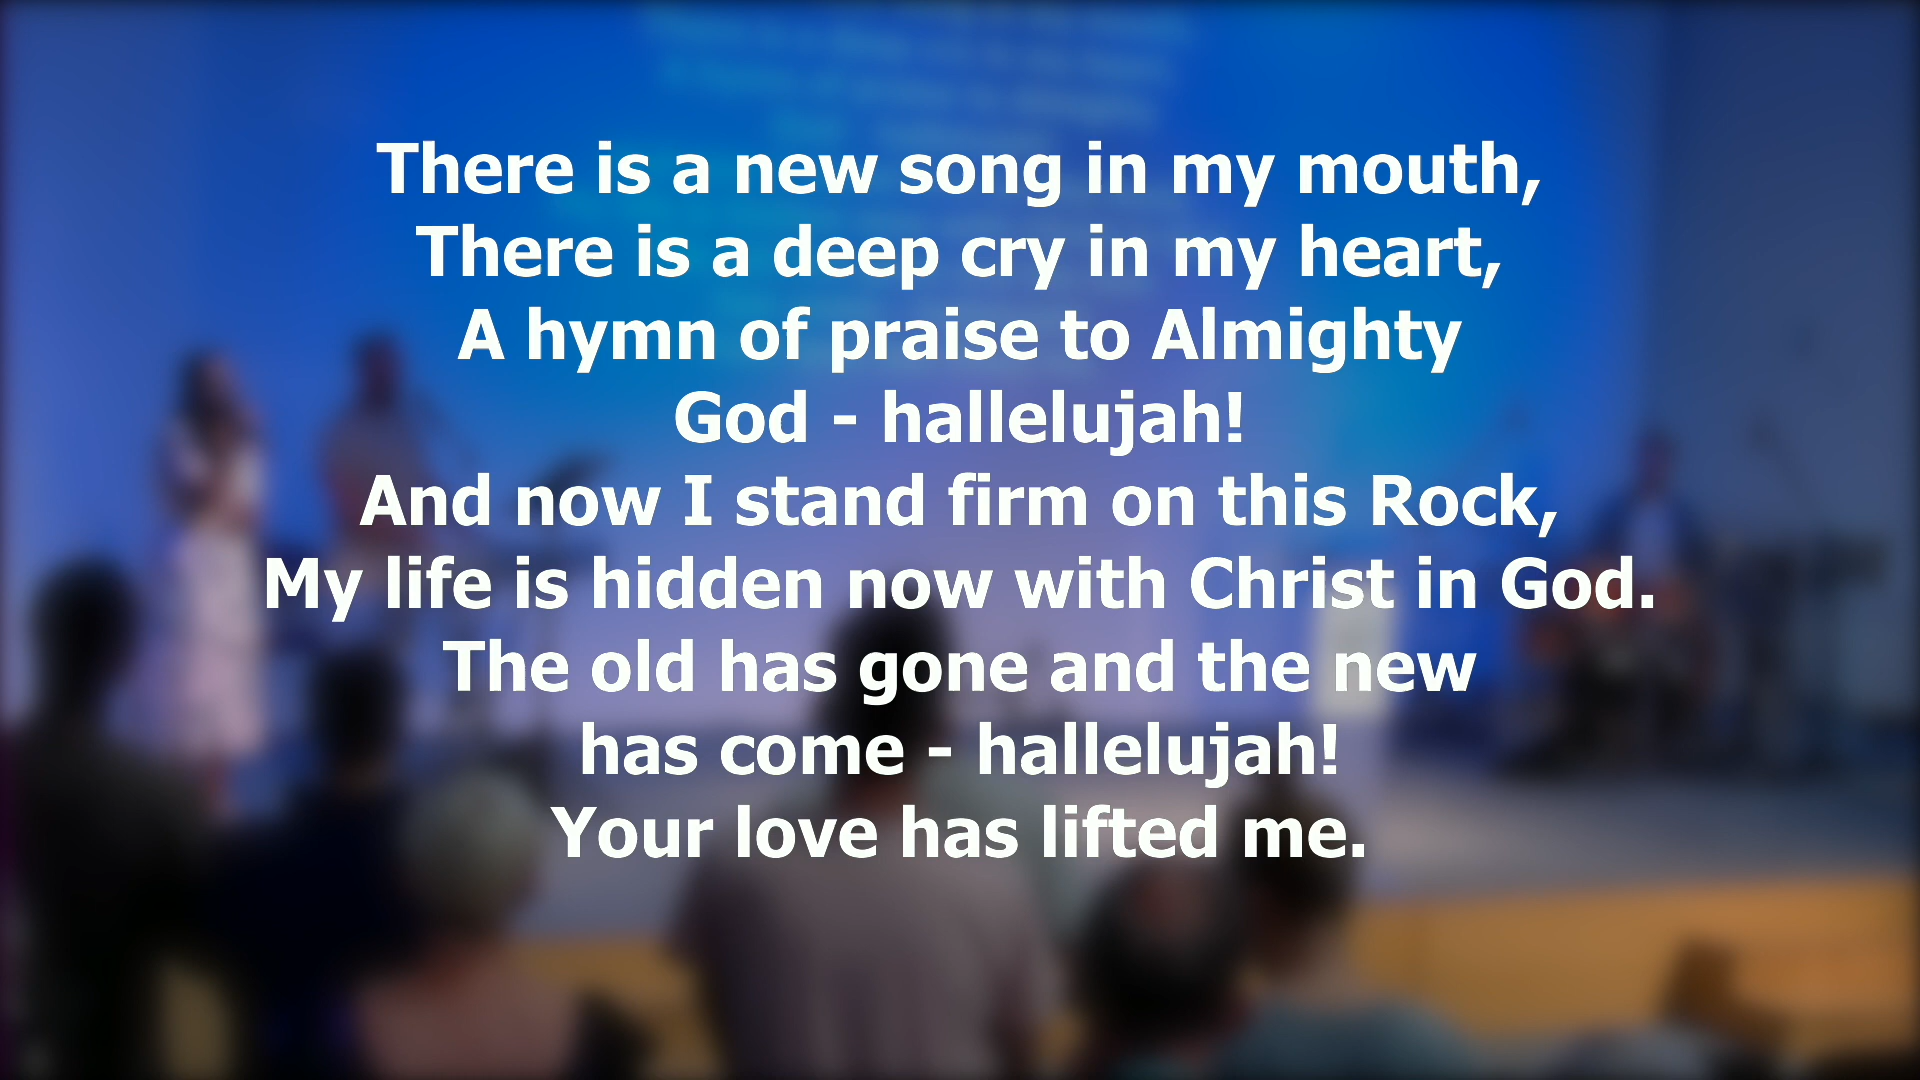 There is a new song in my mouth,
There is a deep cry in my heart,
A hymn of praise to Almighty
God - hallelujah!
And now I stand firm on this Rock,
My life is hidden now with Christ in God.
The old has gone and the new
has come - hallelujah!
Your love has lifted me.